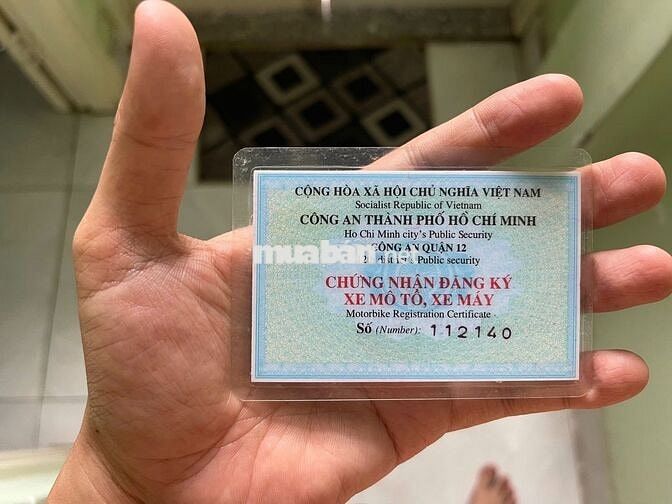 CỘNG HÒA XÃ HỘI CHỦ NGHĨA VIỆT NAM
Socialist Republic of Vietnam
CÔNG AN THÀNH PHỐ HỒ CHÍ MINH
Ho Chi Minh city's Public Security
muaban.net
CÔNG AN QUẬN 12
Public security
CHỨNG NHẬN ĐĂNG KÝ
XE MÔ TÔ, XE MÁY
Motorbike Registration Certificate
Số (Number): 112140